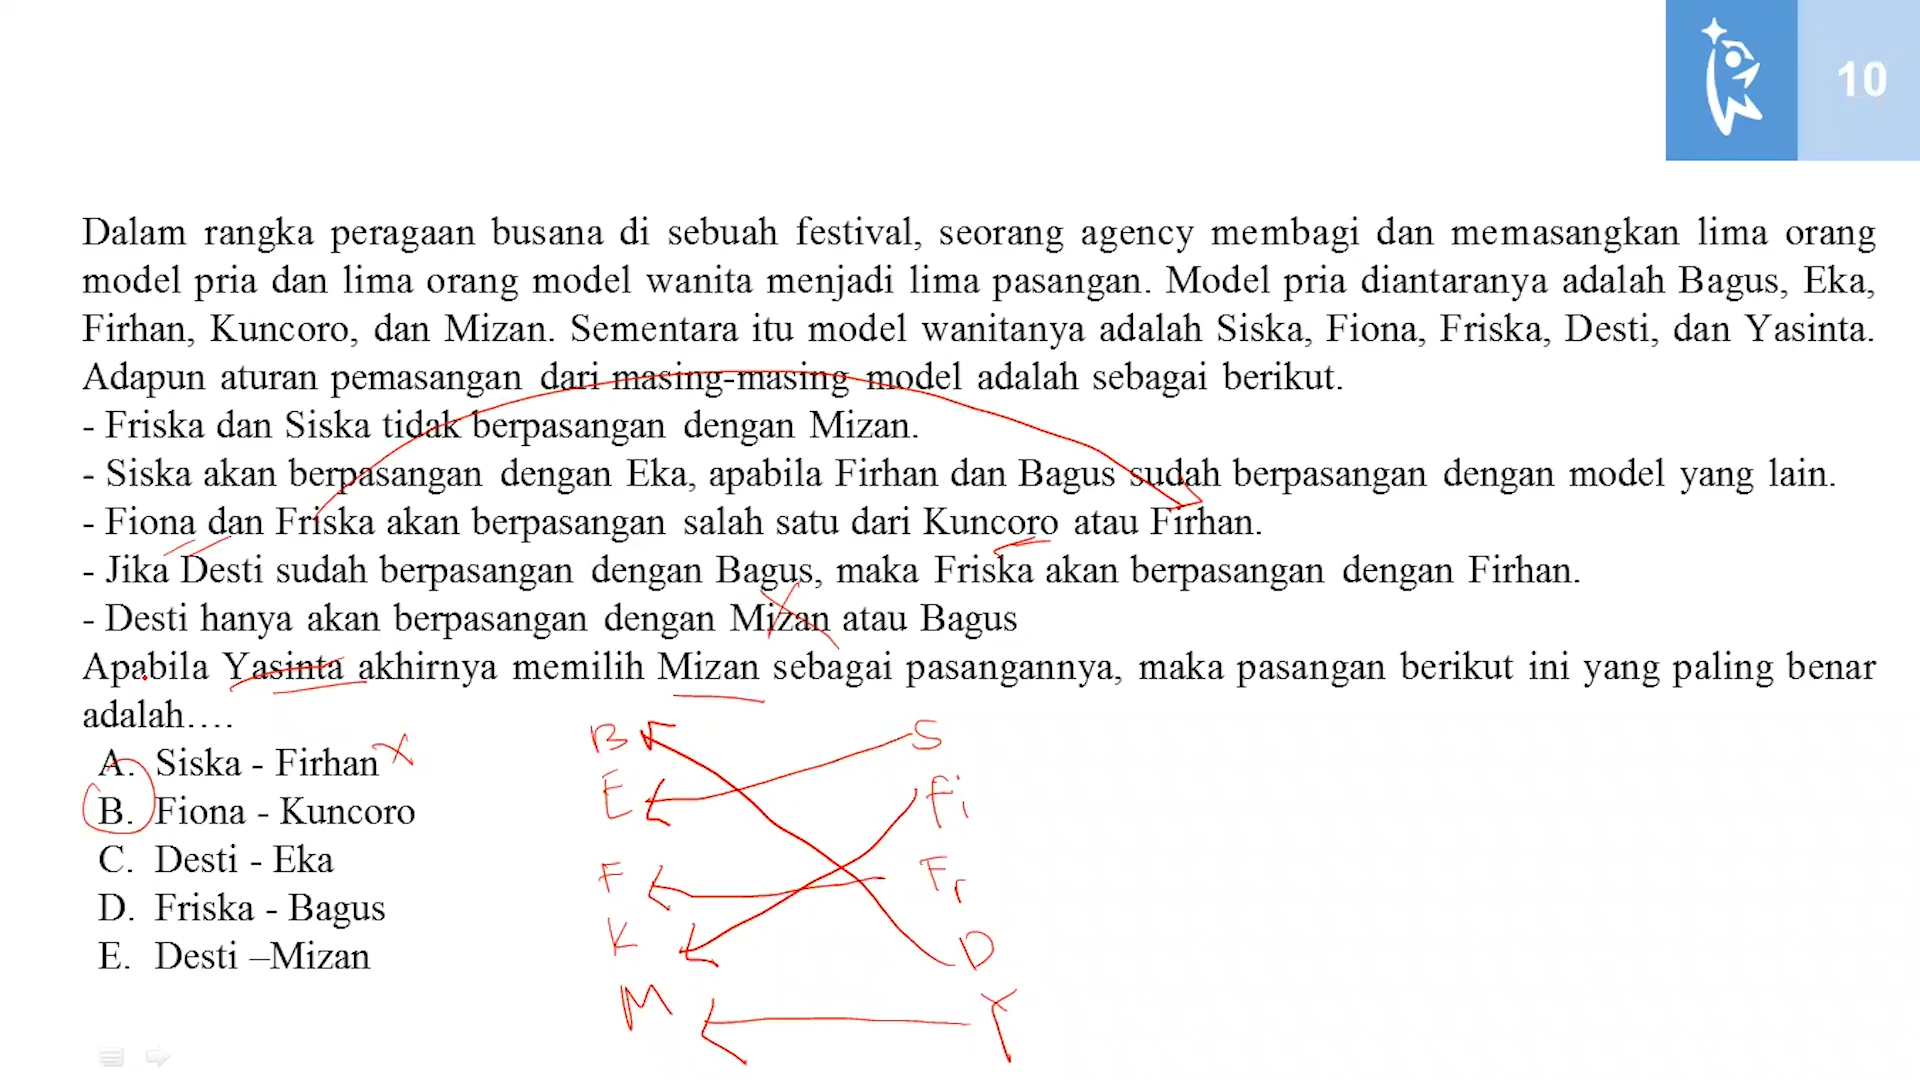 10
Dalam rangka peragaan busana di sebuah festival, seorang agency membagi dan memasangkan lima orang
model pria dan lima orang model wanita menjadi lima pasangan. Model pria diantaranya adalah Bagus, Eka,
Firhan, Kuncoro, dan Mizan. Sementara itu model wanitanya adalah Siska, Fiona, Friska, Desti, dan Yasinta.
Adapun aturan pemasangan dari masing-masing model adalah sebagai berikut.
- Friska dan Siska tidak berpasangan dengan Mizan.
- Siska akan berpasangan dengan Eka, apabila Firhan dan Bagus sudah berpasangan dengan model yang lain.
- Fiona dan Friska akan berpasangan salah satu dari Kuncoro atau Firhan.
- Jika Desti sudah berpasangan dengan Bagus, maka Friska akan berpasangan dengan Firhan.
- Desti hanya akan berpasangan dengan Mizan atau Bagus
Apabila Yasinta akhirnya memilih Mizan sebagai pasangannya, maka pasangan berikut ini yang paling benar
adalah....
A. Siska - Firhan
B. Fiona - Kuncoro
C. Desti - Eka
D. Friska - Bagus
E. Desti –Mizan
B S
E Fi
F Fr
K D
M Y